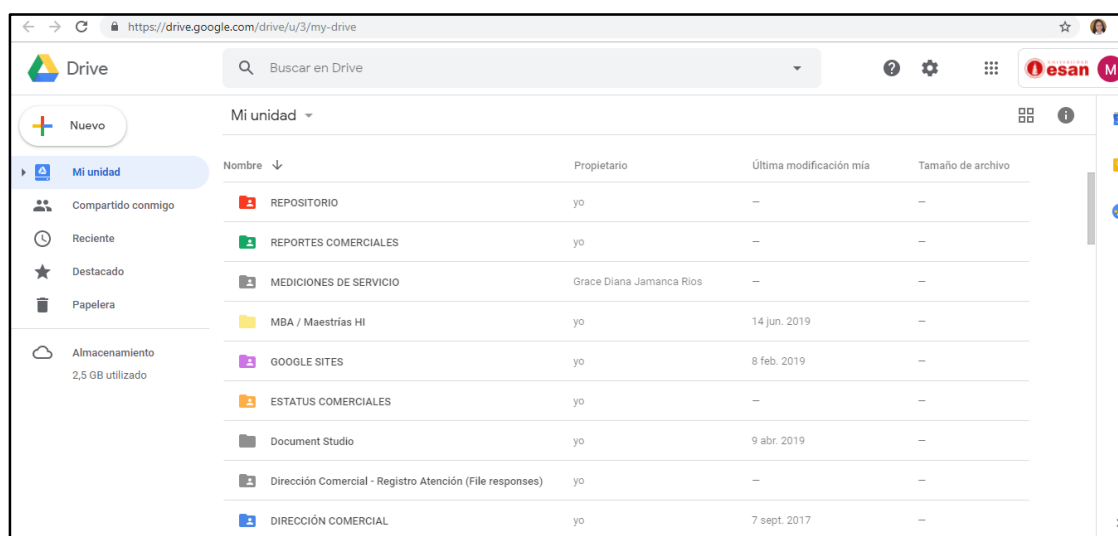 https://drive.google.com/drive/u/3/my-drive
Drive
Buscar en Drive
esan
M
Nuevo
Mi unidad
Mi unidad
Compartido conmigo
Reciente
Destacado
Papelera
Almacenamiento
2,5 GB utilizado
Nombre Propietario Última modificación mía Tamaño de archivo
REPOSITORIO yo — —
REPORTES COMERCIALES yo — —
MEDICIONES DE SERVICIO Grace Diana Jamanca Rios — —
MBA / Maestrías HI yo 14 jun. 2019 —
GOOGLE SITES yo 8 feb. 2019 —
ESTATUS COMERCIALES yo — —
Document Studio yo 9 abr. 2019 —
Dirección Comercial - Registro Atención (File responses) yo — —
DIRECCIÓN COMERCIAL yo 7 sept. 2017 —